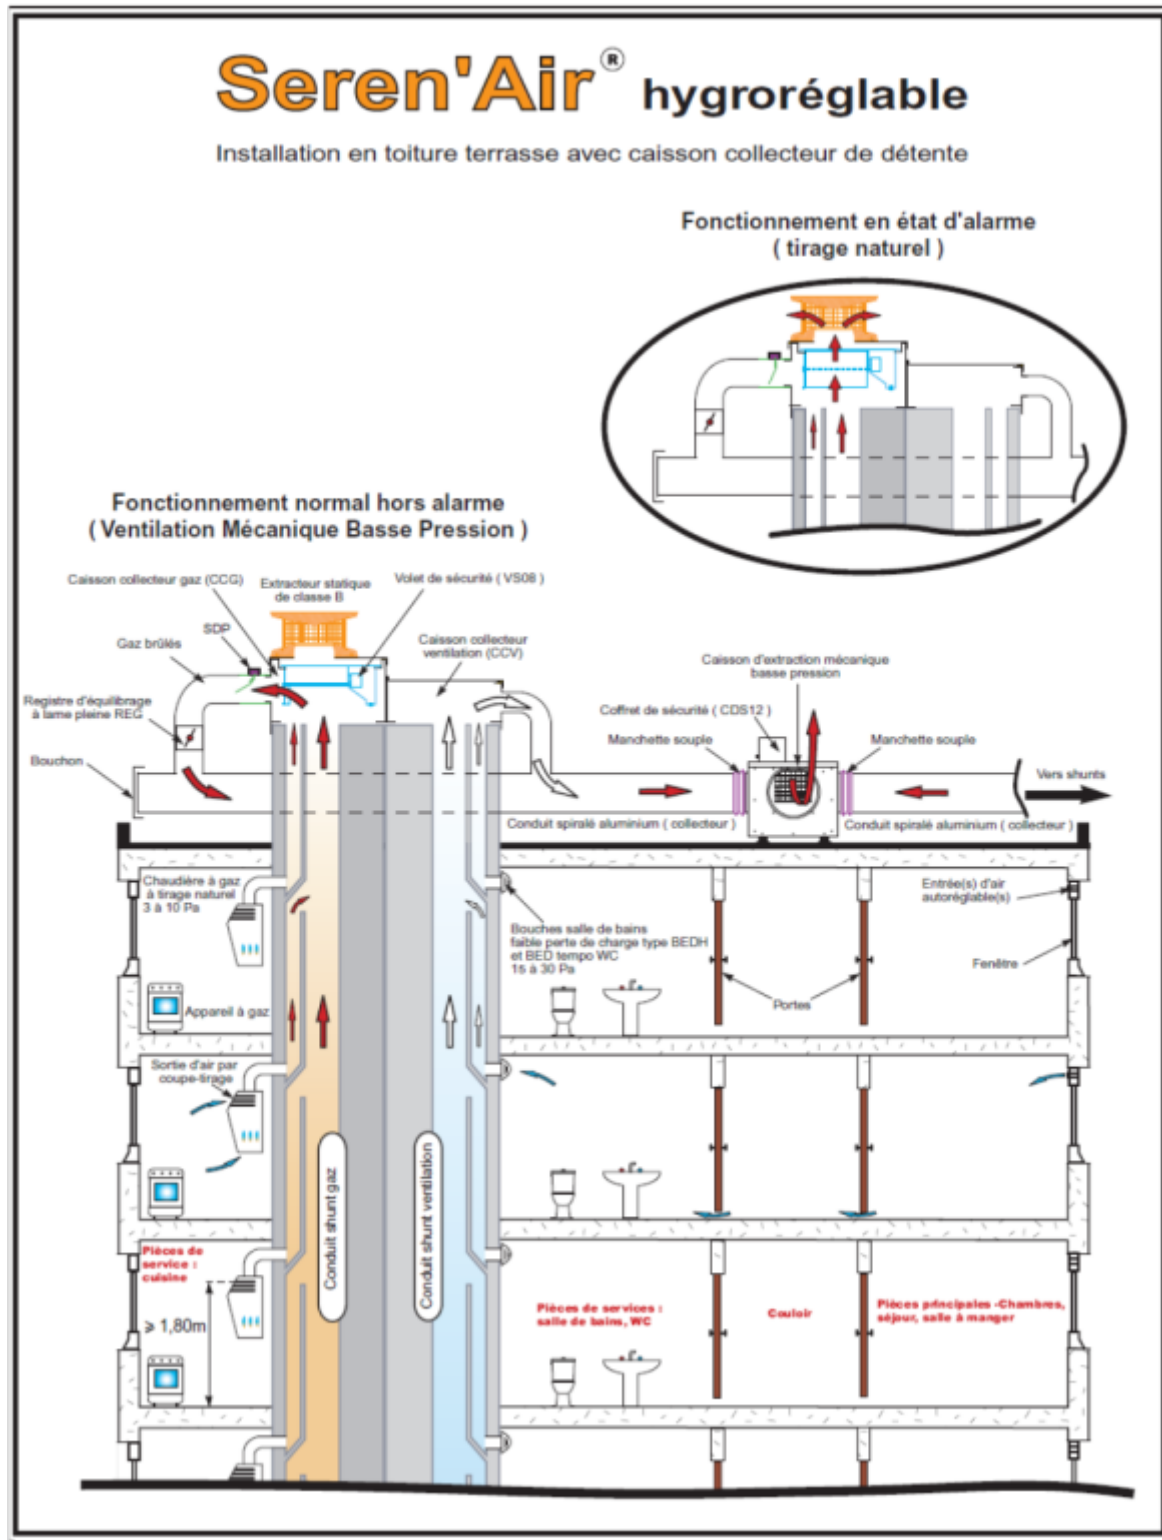 Seren'Air® hygroréglable
Installation en toiture terrasse avec caisson collecteur de détente
Fonctionnement en état d'alarme
( tirage naturel )
Fonctionnement normal hors alarme
( Ventilation Mécanique Basse Pression )
Caisson collecteur gaz (CCG)
Extracteur statique
de classe B
Volet de sécurité ( VS08 )
SDP
Gaz brûlés
Caisson collecteur
ventilation (CCV)
Caisson d'extraction mécanique
basse pression
Registre d'équilibrage
à lame pleine REG
Coffret de sécurité ( CDS12 )
Manchette souple
Manchette souple
Bouchon
Vers shunts
Conduit spiralé aluminium ( collecteur )
Conduit spiralé aluminium ( collecteur )
Chaudière à gaz
à tirage naturel
3 à 10 Pa
Entrée(s) d'air
autoréglable(s)
Bouches salle de bains
faible perte de charge type BEDH
et BED tempo WC
15 à 30 Pa
Fenêtre
Portes
Appareil à gaz
Sortie d'air par
coupe-tirage
Conduit shunt gaz
Conduit shunt ventilation
Pièces de
service :
cuisine
⩾ 1,80m
Pièces de services :
salle de bains, WC
Couloir
Pièces principales -Chambres,
séjour, salle à manger